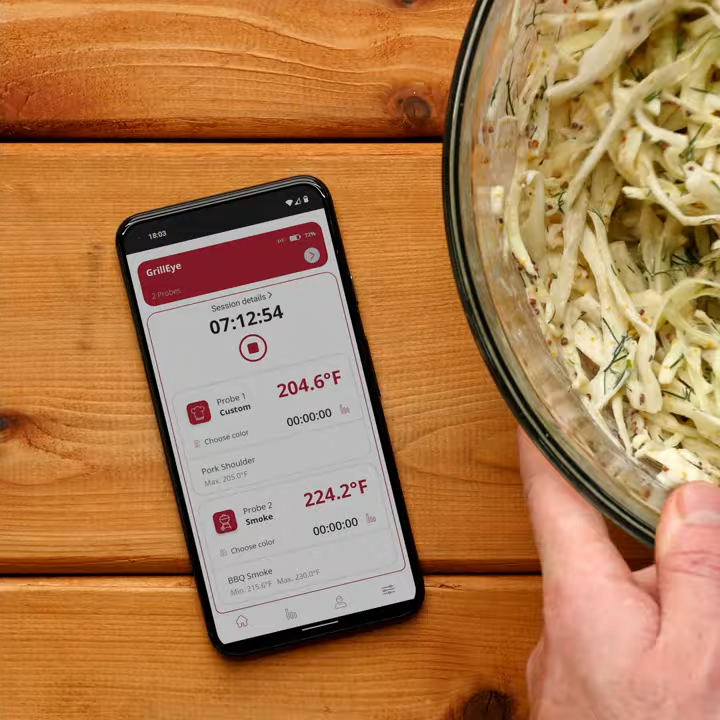 18:03
72%
GrillEye
2 Probes
Session details >
07:12:54
Probe 1
Custom
204.6°F
Choose color
00:00:00
Pork Shoulder
Max. 205.0°F
Probe 2
Smoke
224.2°F
Choose color
00:00:00
BBQ Smoke
Min. 215.6°F Max. 230.0°F